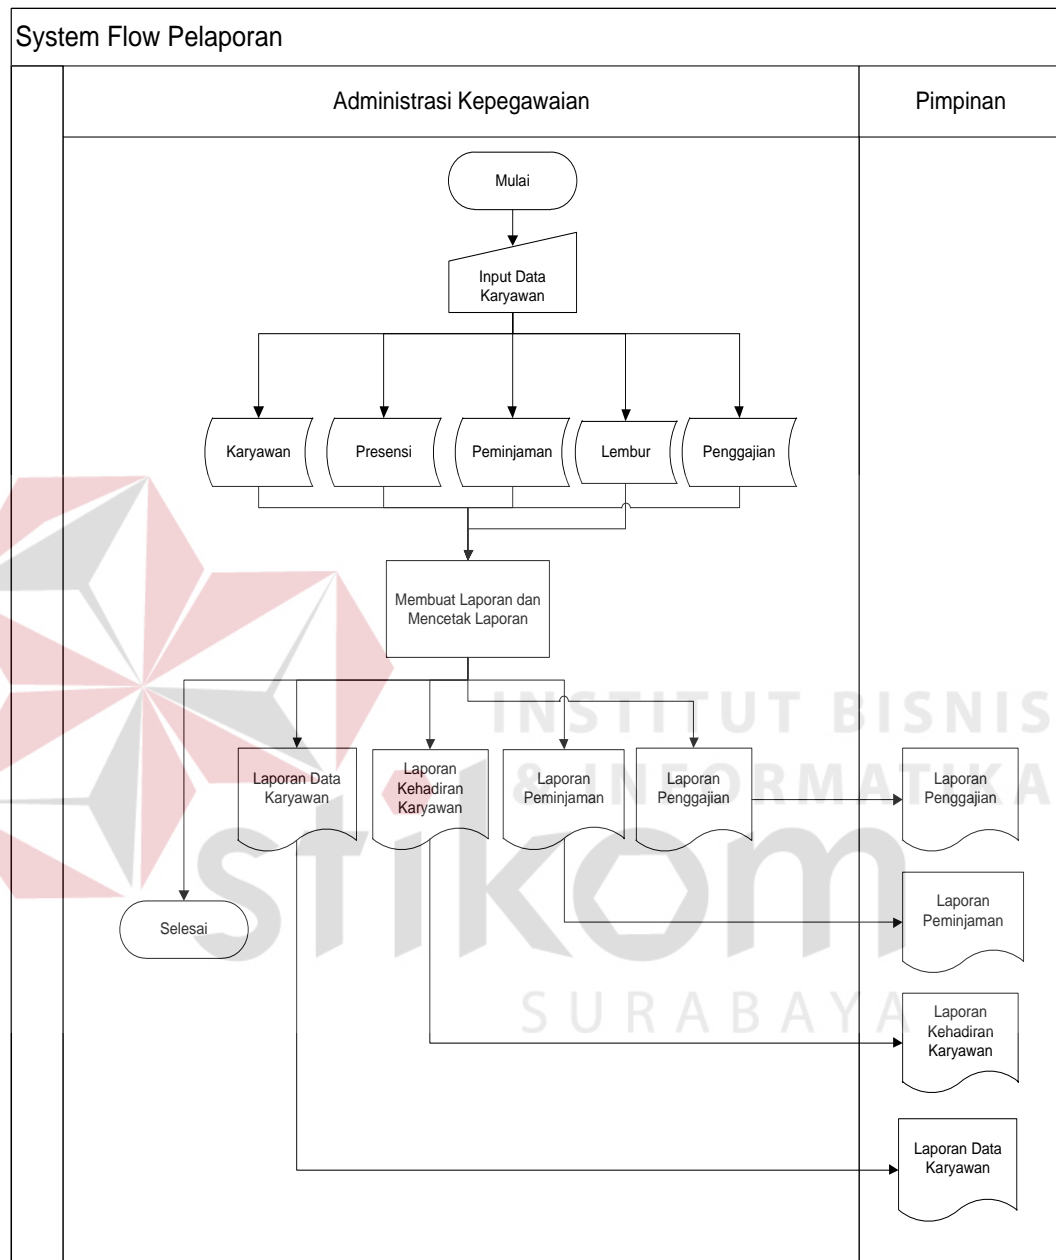 System Flow Pelaporan
Administrasi Kepegawaian
Pimpinan
Mulai
Input Data
Karyawan
Karyawan
Presensi
Peminjaman
Lembur
Penggajian
Membuat Laporan dan
Mencetak Laporan
Laporan Data
Karyawan
Laporan
Kehadiran
Karyawan
Laporan
Peminjaman
Laporan
Penggajian
Laporan
Penggajian
Selesai
Laporan
Peminjaman
Laporan
Kehadiran
Karyawan
Laporan Data
Karyawan
INSTITUT BISNIS
& INFORMATIKA
stikom
SURABAYA